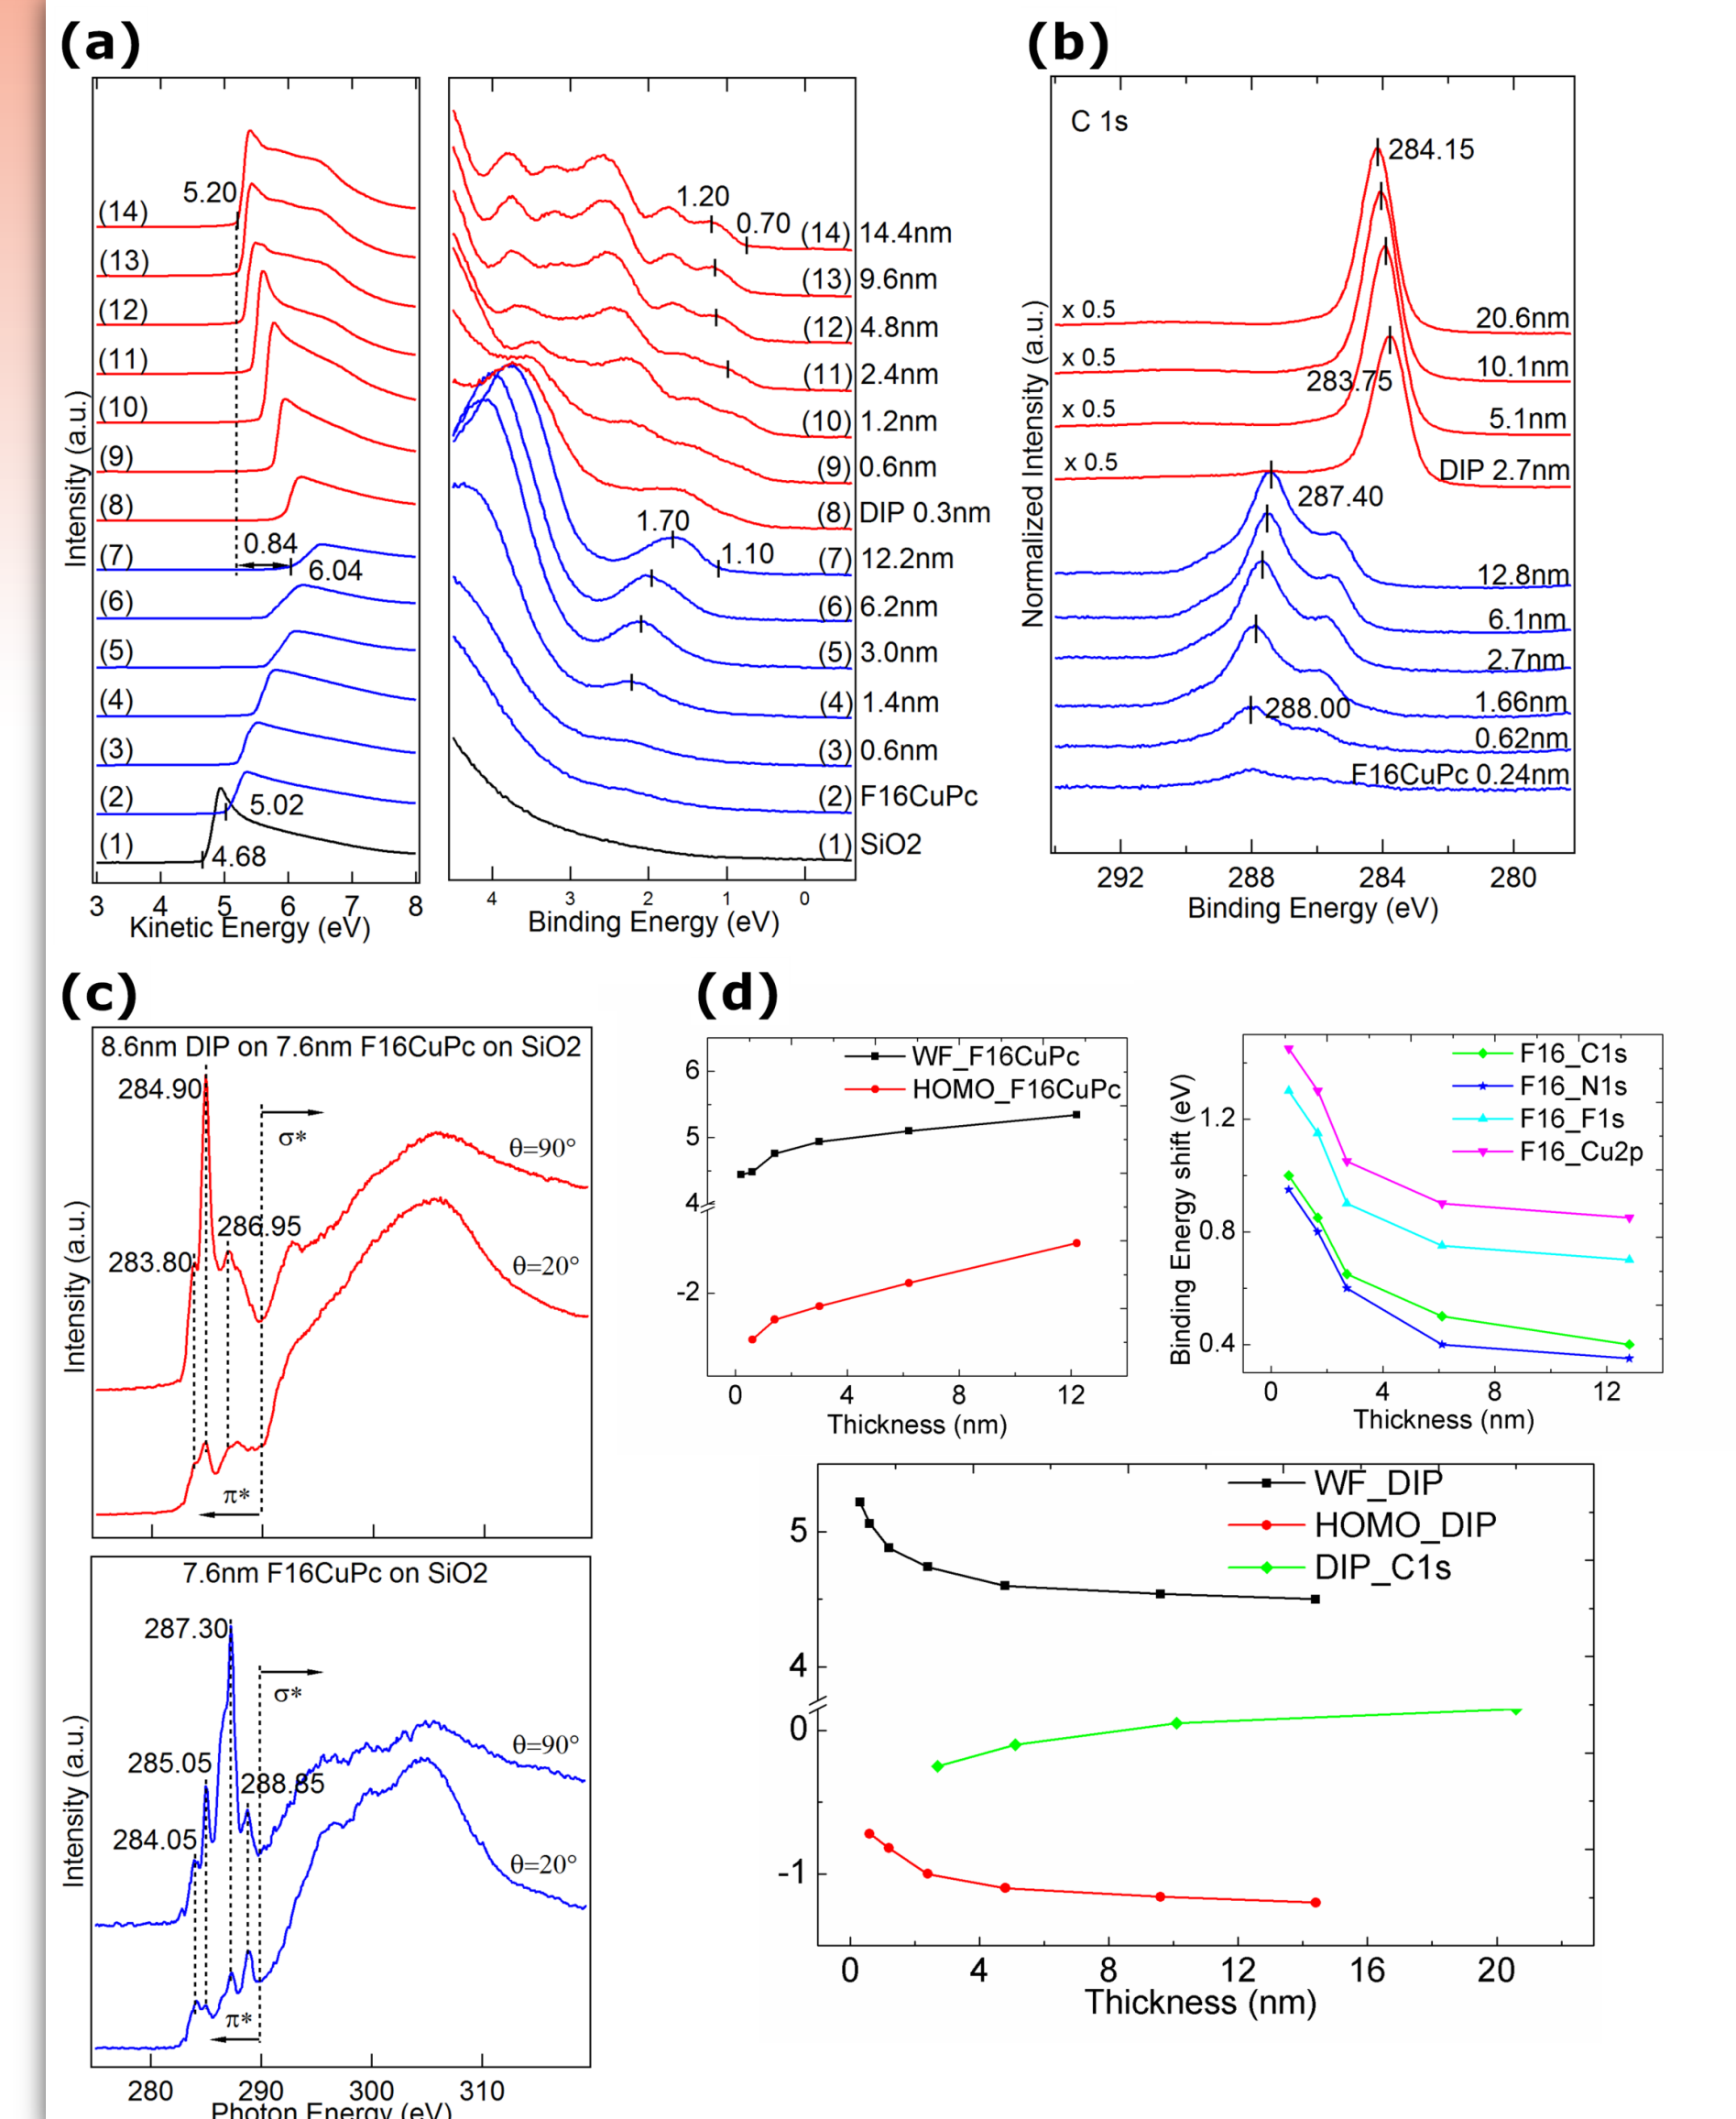 (a)
5.20
(14)
(13)
(12)
(11)
(10)
(9)
(8)
(7)
0.84
6.04
(6)
(5)
(4)
(3)
(2)
5.02
(1)
4.68
Intensity (a.u.)
3 4 5 6 7 8
Kinetic Energy (eV)
1.20
0.70
(14) 14.4nm
(13) 9.6nm
(12) 4.8nm
(11) 2.4nm
(10) 1.2nm
(9) 0.6nm
(8) DIP 0.3nm
1.70
1.10
(7) 12.2nm
(6) 6.2nm
(5) 3.0nm
(4) 1.4nm
(3) 0.6nm
(2) F16CuPc
(1) SiO2
4 3 2 1 0
Binding Energy (eV)
(b)
C 1s
284.15
x 0.5
20.6nm
x 0.5
10.1nm
283.75
x 0.5
5.1nm
x 0.5
DIP 2.7nm
287.40
12.8nm
6.1nm
2.7nm
1.66nm
288.00
0.62nm
F16CuPc 0.24nm
Normalized Intensity (a.u.)
292 288 284 280
Binding Energy (eV)
(c)
8.6nm DIP on 7.6nm F16CuPc on SiO2
284.90
σ*
θ=90°
286.95
283.80
θ=20°
π*
Intensity (a.u.)
7.6nm F16CuPc on SiO2
287.30
σ*
θ=90°
285.05
288.85
284.05
θ=20°
π*
Intensity (a.u.)
280 290 300 310
Photon Energy (eV)
(d)
WF_F16CuPc
HOMO_F16CuPc
6
5
4
-2
0 4 8 12
Thickness (nm)
F16_C1s
F16_N1s
F16_F1s
F16_Cu2p
1.2
0.8
0.4
Binding Energy shift (eV)
0 4 8 12
Thickness (nm)
WF_DIP
HOMO_DIP
DIP_C1s
5
4
0
-1
0 4 8 12 16 20
Thickness (nm)